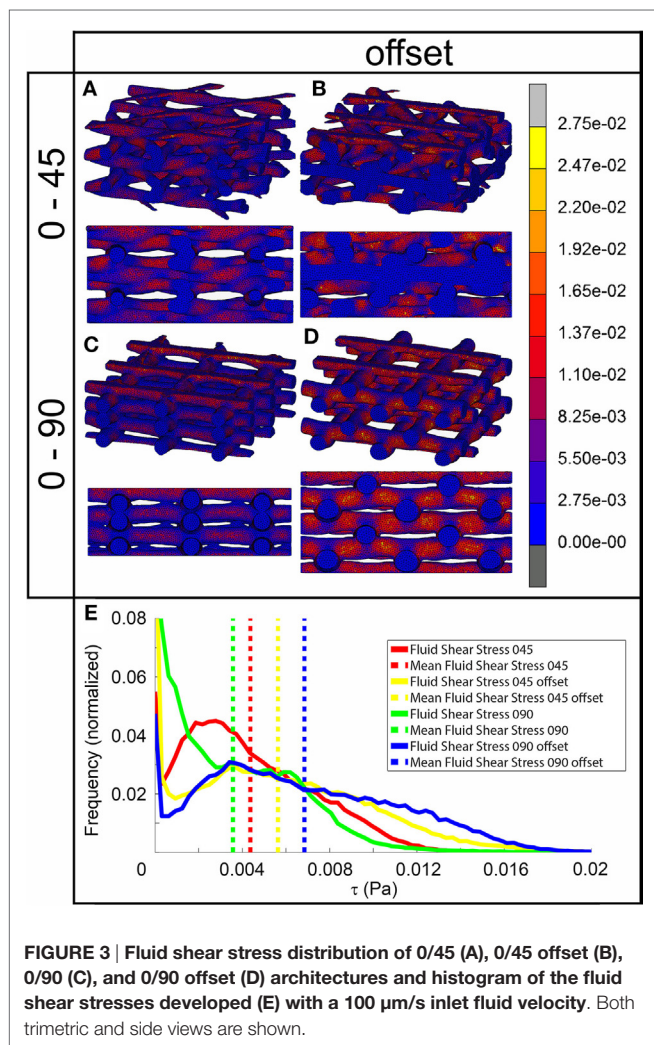 offset
0 - 45
0 - 90
A
B
C
D
2.75e-02
2.47e-02
2.20e-02
1.92e-02
1.65e-02
1.37e-02
1.10e-02
8.25e-03
5.50e-03
2.75e-03
0.00e-00
E
Frequency (normalized)
0.08
0.06
0.04
0.02
0
0.004
0.008
0.012
0.016
0.02
τ (Pa)
Fluid Shear Stress 045
Mean Fluid Shear Stress 045
Fluid Shear Stress 045 offset
Mean Fluid Shear Stress 045 offset
Fluid Shear Stress 090
Mean Fluid Shear Stress 090
Fluid Shear Stress 090 offset
Mean Fluid Shear Stress 090 offset
FIGURE 3 | Fluid shear stress distribution of 0/45 (A), 0/45 offset (B),
0/90 (C), and 0/90 offset (D) architectures and histogram of the fluid
shear stresses developed (E) with a 100 μm/s inlet fluid velocity. Both
trimetric and side views are shown.